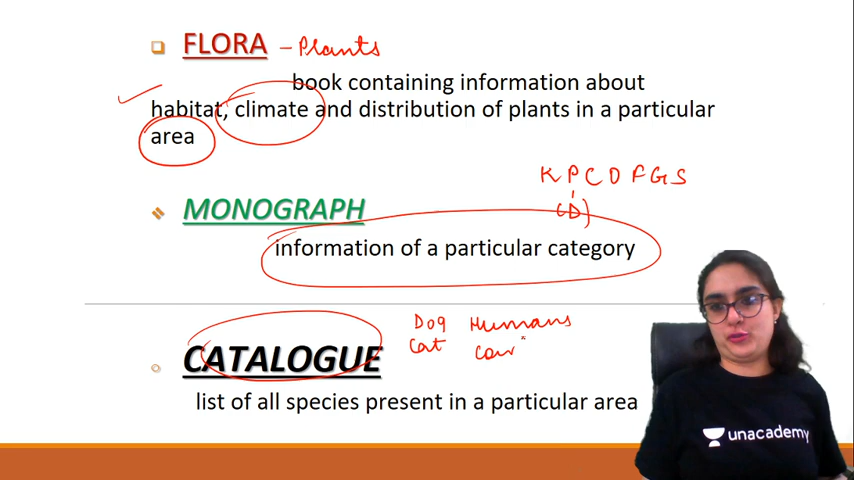 FLORA - Plants
book containing information about
habitat, climate and distribution of plants in a particular
area
K P C O F G S
(D)
MONOGRAPH
information of a particular category
Dog Humans
CATALOGUE
Cat Cow
list of all species present in a particular area
unacademy